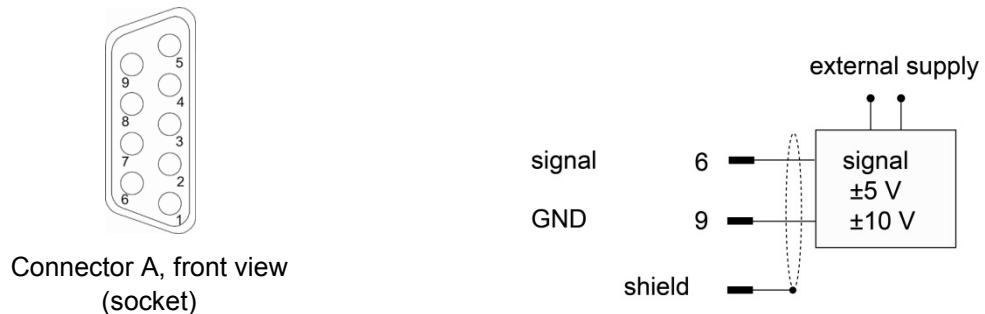 5
9
4
8
3
7
2
6
1
Connector A, front view
(socket)
external supply
signal 6 signal
±5 V
GND 9 ±10 V
shield